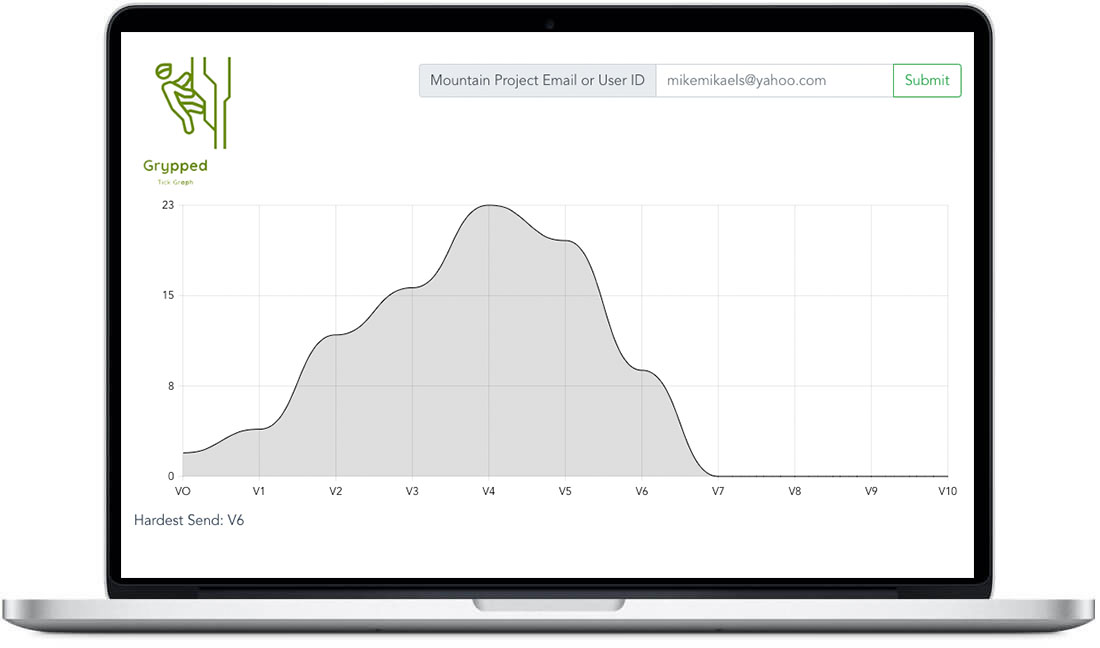 Mountain Project Email or User ID mikemikaels@yahoo.com Submit
Grypped
Tick Graph
23
15
8
0
VO V1 V2 V3 V4 V5 V6 V7 V8 V9 V10
Hardest Send: V6